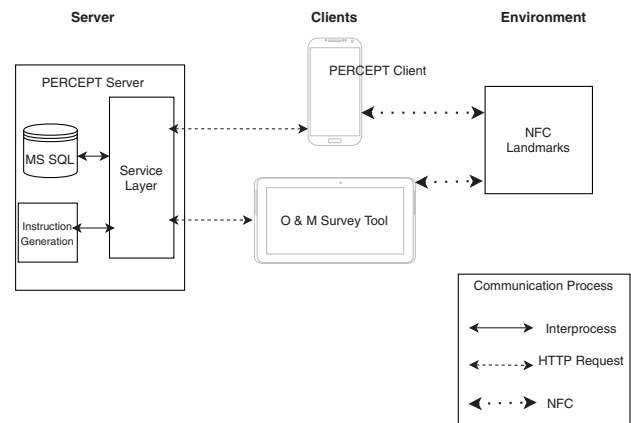 Server
Clients
Environment
PERCEPT Server
PERCEPT Client
MS SQL
Service
Layer
NFC
Landmarks
Instruction
Generation
O & M Survey Tool
Communication Process
Interprocess
HTTP Request
NFC